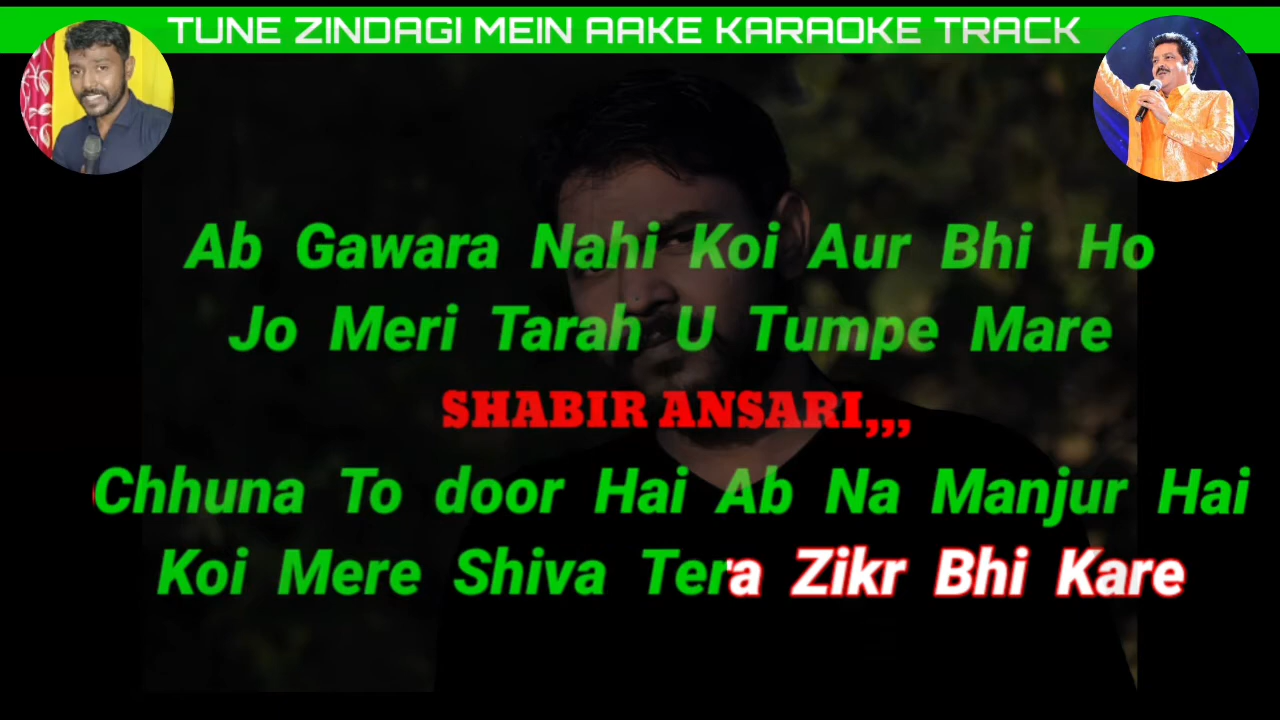 TUNE ZINDAGI MEIN AAKE KARAOKE TRACK
Ab Gawara Nahi Koi Aur Bhi Ho
Jo Meri Tarah U Tumpe Mare
SHABIR ANSARI,,,
Chhuna To door Hai Ab Na Manjur Hai
Koi Mere Shiva Tera Zikr Bhi Kare